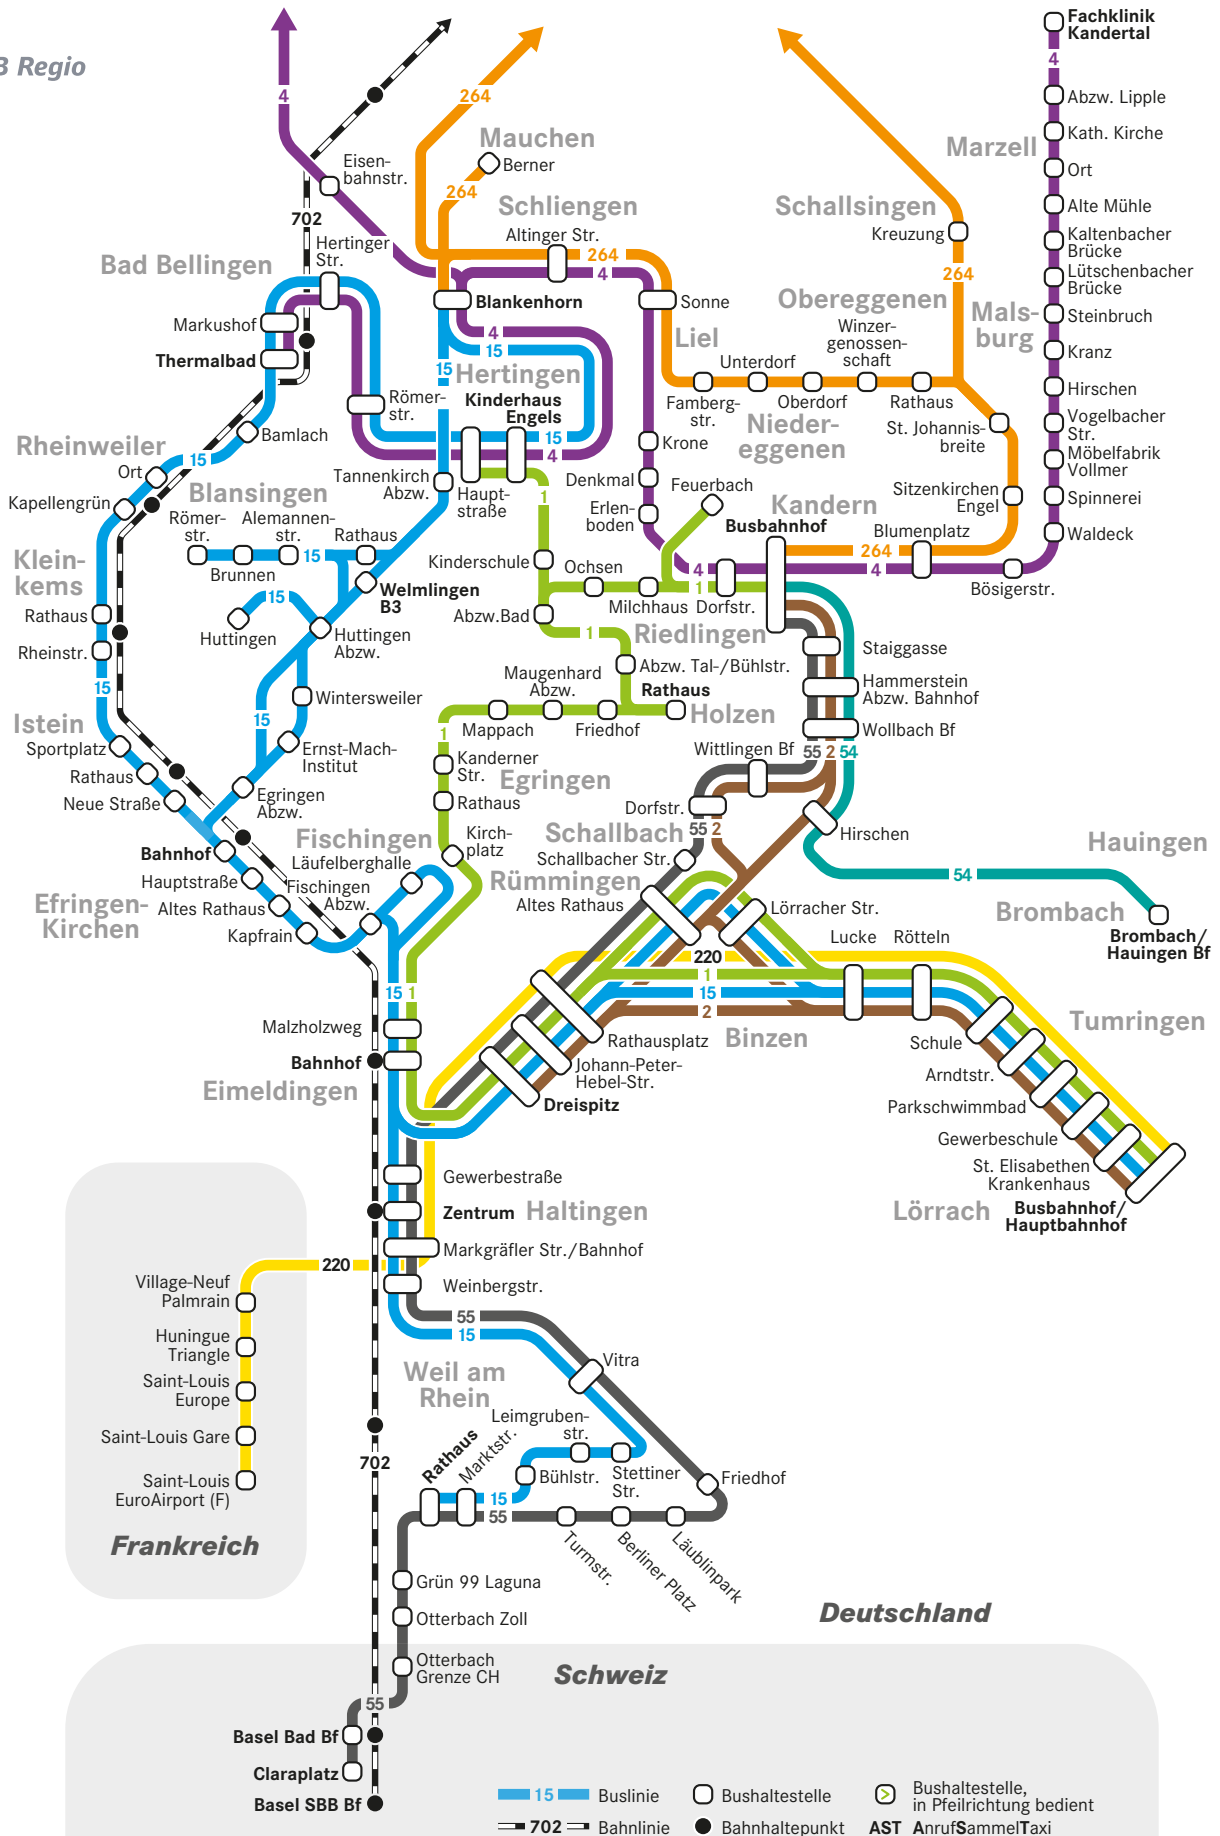 B Regio
Fachklinik
Kandertal
4
Abzw. Lipple
Kath. Kirche
Marzell
Ort
Alte Mühle
Kaltenbacher
Brücke
Lütschenbacher
Brücke
Mals-
burg
Steinbruch
Kranz
Hirschen
Vogelbacher
Str.
Möbelfabrik
Vollmer
Spinnerei
Waldeck
Bösigerstr.
4
264
Eisen-
bahnstr.
702
Mauchen
Berner
264
Schliengen
Altinger Str.
264
4
Blankenhorn
Schallsingen
Kreuzung
264
Obereggenen
Winzer-
genossen-
schaft
Liel
Sonne
Unterdorf
Famberg-
str.
Oberdorf
Rathaus
Nieder-
eggenen
St. Johannis-
breite
Sitzenkirchen
Engel
Krone
Denkmal
Erlen-
boden
Feuerbach
Kandern
Busbahnhof
Blumenplatz
264
4
4
1
Bad Bellingen
Hertinger
Str.
Markushof
Thermalbad
Römer-
str.
Bamlach
4
15
15
Hertingen
Kinderhaus
Engels
15
4
Haupt-
straße
Tannenkirch
Abzw.
1
Rheinweiler
Ort
15
Kapellengrün
Blansingen
Römer-
str.
Alemannen-
str.
Rathaus
15
Brunnen
Welmlingen
B3
15
Huttingen
Huttingen
Abzw.
Klein-
kems
Rathaus
Rheinstr.
15
Wintersweiler
15
Ernst-Mach-
Institut
Egringen
Abzw.
Istein
Sportplatz
Rathaus
Neue Straße
Bahnhof
Hauptstraße
Altes Rathaus
Kapfrain
Efringen-
Kirchen
Fischingen
Läufelberghalle
Fischingen
Abzw.
Kinderschule
Ochsen
Abzw.Bad
Milchhaus
Dorfstr.
1
Riedlingen
Abzw. Tal-/Bühlstr.
Maugenhard
Abzw.
Rathaus
Holzen
Mappach
Friedhof
1
Kanderner
Str.
Egringen
Rathaus
Kirch-
platz
Staiggasse
Hammerstein
Abzw. Bahnhof
Wollbach Bf
55
2
54
Wittlingen Bf
Dorfstr.
Schallbach
55
2
Schallbacher Str.
Hirschen
Hauingen
54
Brombach
Brombach/
Hauingen Bf
Rümmingen
Altes Rathaus
Lörracher Str.
Lucke
Rötteln
220
1
15
2
Binzen
Tumringen
Rathausplatz
Johann-Peter-
Hebel-Str.
Dreispitz
Schule
Arndtstr.
Parkschwimmbad
Gewerbeschule
St. Elisabethen
Krankenhaus
Lörrach
Busbahnhof/
Hauptbahnhof
15
1
Malzholzweg
Bahnhof
Eimeldingen
Gewerbestraße
Zentrum
Haltingen
Markgräfler Str./Bahnhof
Weinbergstr.
220
Village-Neuf
Palmrain
Huningue
Triangle
Saint-Louis
Europe
Saint-Louis Gare
Saint-Louis
EuroAirport (F)
Frankreich
55
15
Vitra
Weil am
Rhein
Leimgruben-
str.
Rathaus
Marktstr.
Bühlstr.
Stettiner
Str.
Friedhof
15
55
Turmstr.
Berliner Platz
Läublinpark
702
Grün 99 Laguna
Otterbach Zoll
Otterbach
Grenze CH
Deutschland
Schweiz
55
Basel Bad Bf
Claraplatz
Basel SBB Bf
15
Buslinie
Bushaltestelle
Bushaltestelle,
in Pfeilrichtung bedient
702
Bahnlinie
Bahnhaltepunkt
AST AnrufSammelTaxi